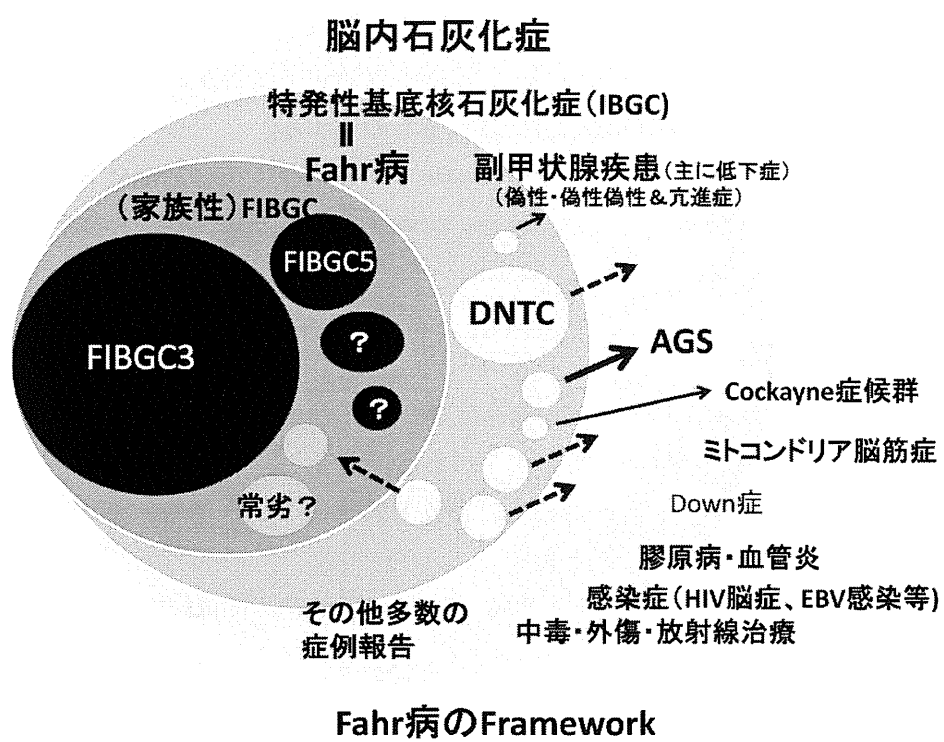 脳内石灰化症
特発性基底核石灰化症（IBGC)
=
Fahr病
副甲状腺疾患（主に低下症）
（偽性・偽性偽性＆亢進症）
（家族性）FIBGC
FIBGC5
DNTC
FIBGC3
？
AGS
？
Cockayne症候群
ミトコンドリア脳筋症
常劣？
Down症
膠原病・血管炎
感染症（HIV脳症、EBV感染等）
その他多数の
症例報告
中毒・外傷・放射線治療
Fahr病のFramework